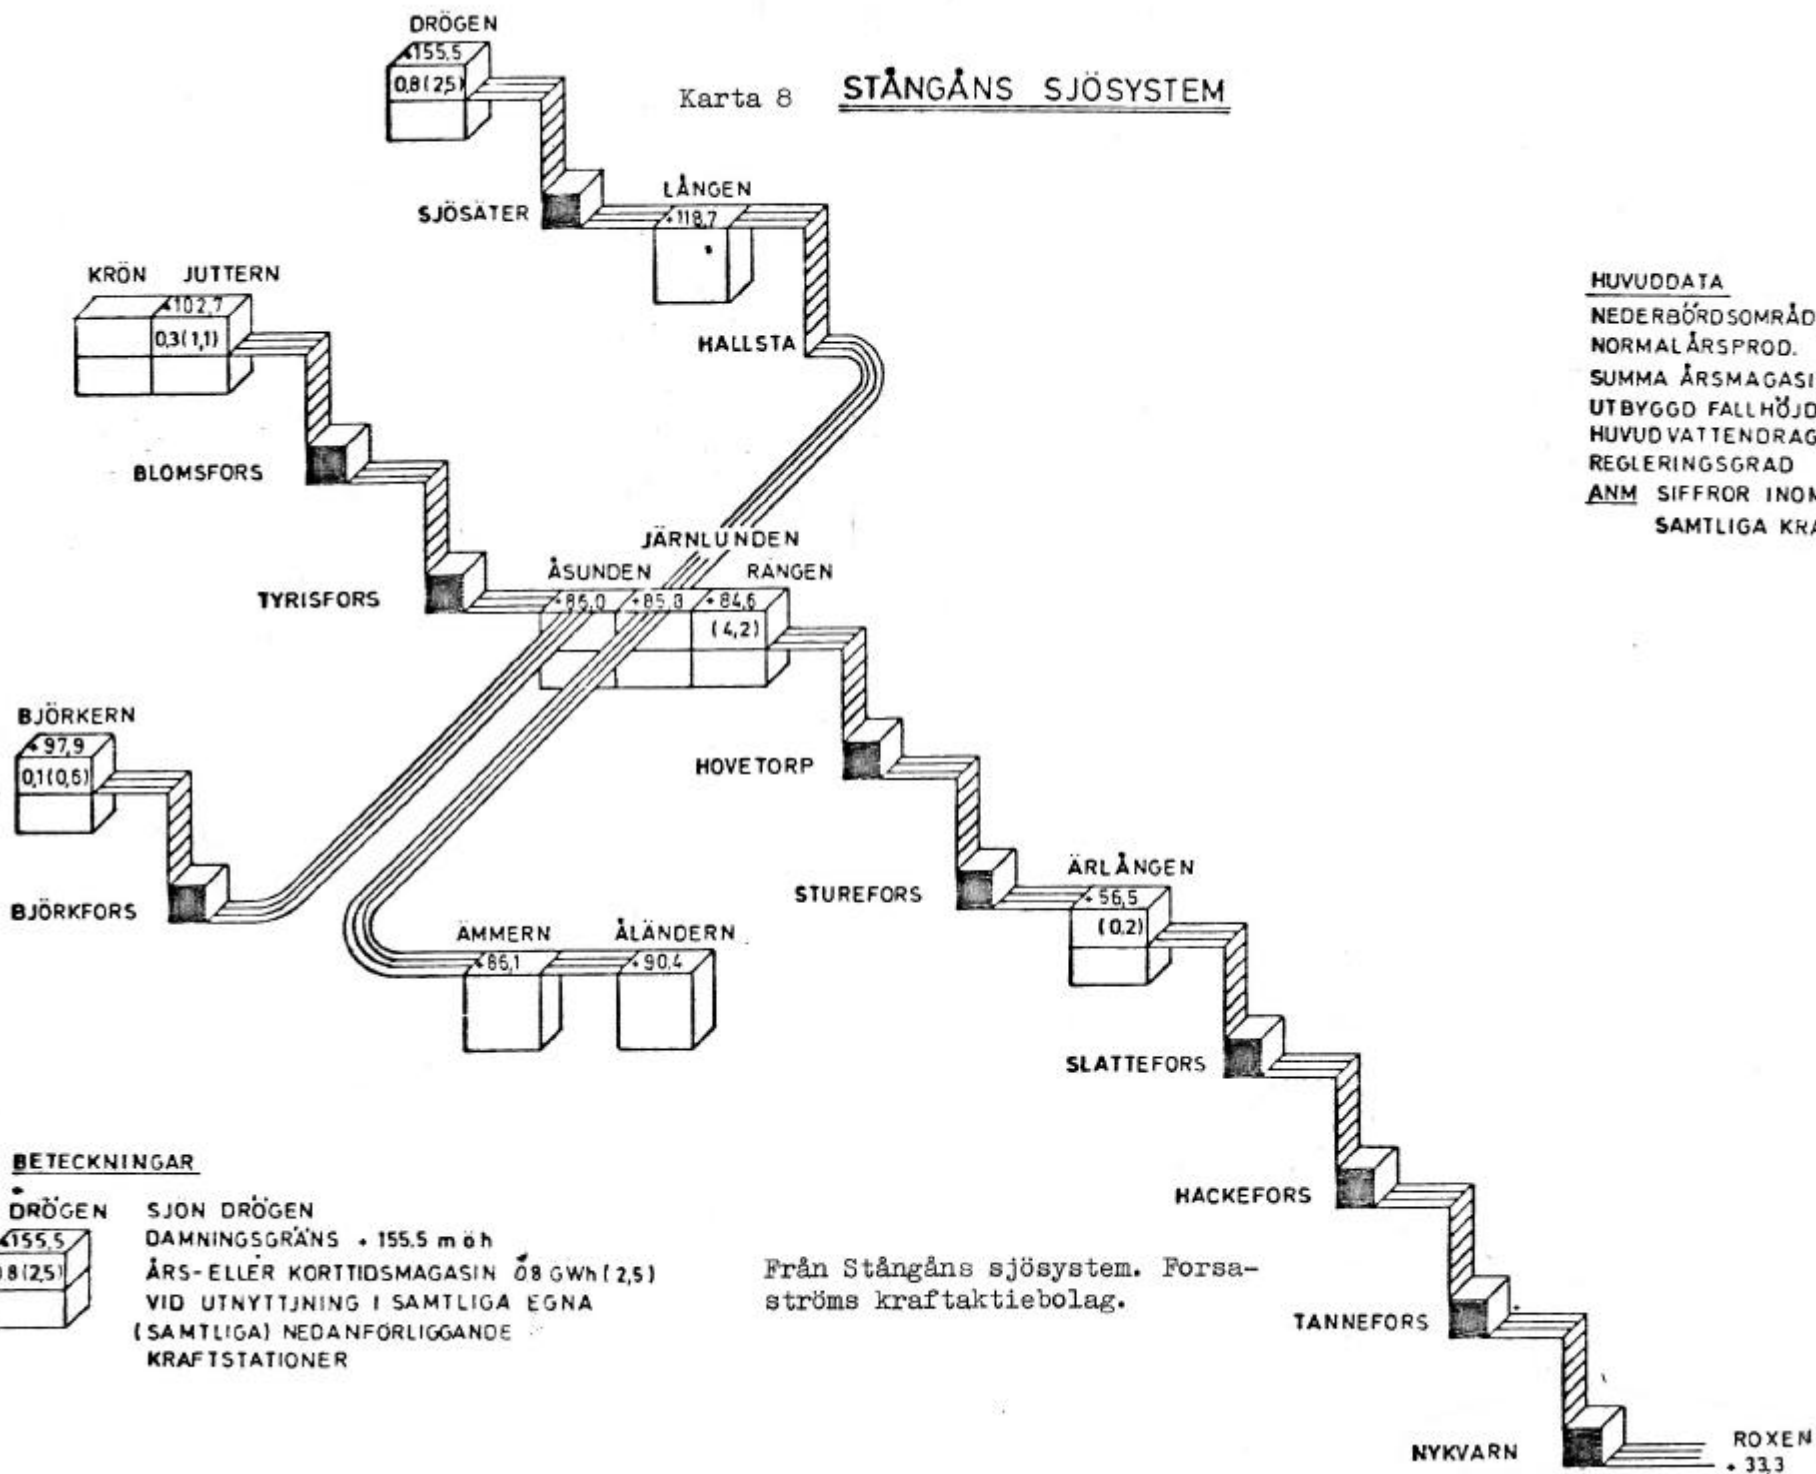 Karta 8 STÅNGÅNS SJÖSYSTEM
DRÖGEN
+155,5
0,8(2,5)
SJÖSÄTER
LÅNGEN
+118,7
HALLSTA
KRÖN JUTTERN
+102,7
0,3(1,1)
BLOMSFORS
TYRISFORS
JÄRNLUNDEN
ÅSUNDEN
RÄNGEN
+85,8
+84,6
(4,2)
BJÖRKERN
+97,9
0,1(0,6)
BJÖRKFORS
HOVETORP
STUREFORS
ÄMMERN
+86,1
ÅLÄNDERN
+90,4
ÄRLÅNGEN
+56,5
(0,2)
SLATTEFORS
HACKEFORS
TANNEFORS
NYKVARN
ROXEN
+33,3
HUVUDDATA
NEDERBÖRDSOMRÅD
NORMALÅRSPROD.
SUMMA ÅRSMAGASI
UTBYGGD FALLHÖJD
HUVUDVATTENDRAG
REGLERINGSGRAD
ANM SIFFROR INOM
SAMTLIGA KRA
BETECKNINGAR
DRÖGEN
+155,5
0,8(2,5)
SJÖN DRÖGEN
DÄMNINGSGRÄNS +155.5 möh
ÅRS-ELLER KORTTIDSMAGASIN 0,8 GWh(2,5)
VID UTNYTTJNING I SAMTLIGA EGNA
(SAMTLIGA) NEDANFÖRLIGGANDE
KRAFTSTATIONER
Från Stångåns sjösystem. Forsa-
ströms kraftaktiebolag.